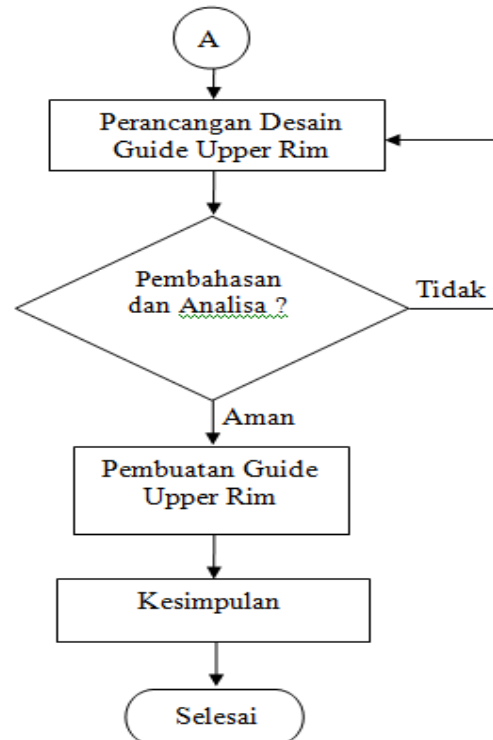 A
Perancangan Desain
Guide Upper Rim
Pembahasan
dan Analisa ?
Tidak
Aman
Pembuatan Guide
Upper Rim
Kesimpulan
Selesai